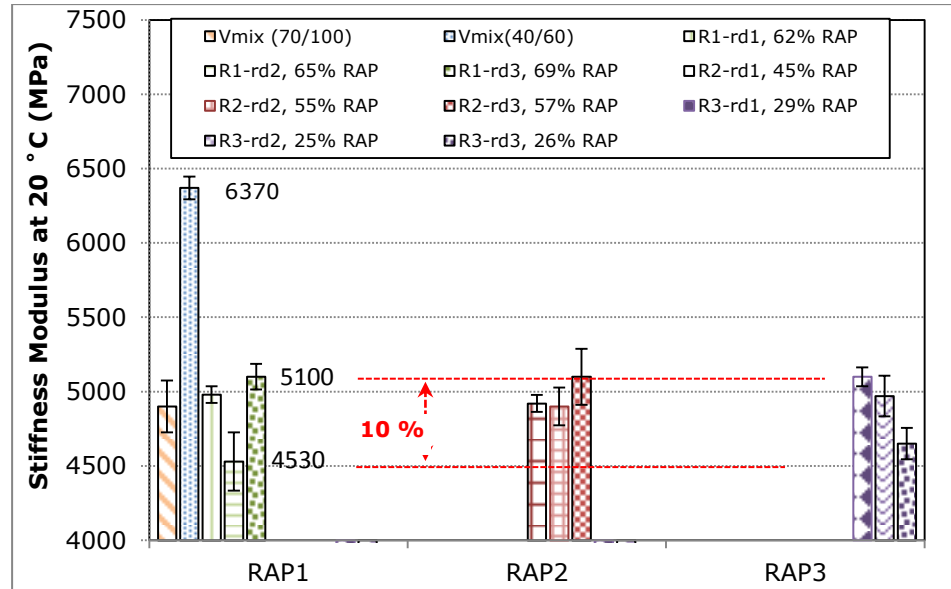 Stiffness Modulus at 20 °C (MPa)
7500
7000
6500
6000
5500
5000
4500
4000
Vmix (70/100) Vmix(40/60) R1-rd1, 62% RAP
R1-rd2, 65% RAP R1-rd3, 69% RAP R2-rd1, 45% RAP
R2-rd2, 55% RAP R2-rd3, 57% RAP R3-rd1, 29% RAP
R3-rd2, 25% RAP R3-rd3, 26% RAP
6370
5100
10 %
4530
RAP1 RAP2 RAP3